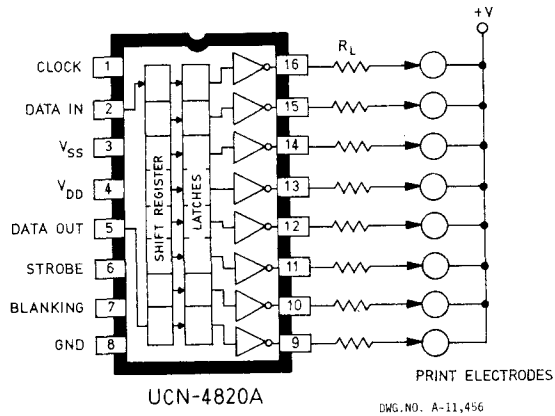 +V
R_L
CLOCK 1
DATA IN 2
V_SS 3
V_DD 4
DATA OUT 5
STROBE 6
BLANKING 7
GND 8
SHIFT REGISTER
LATCHES
16
15
14
13
12
11
10
9
PRINT ELECTRODES
UCN-4820A
DWG.NO. A-11,456